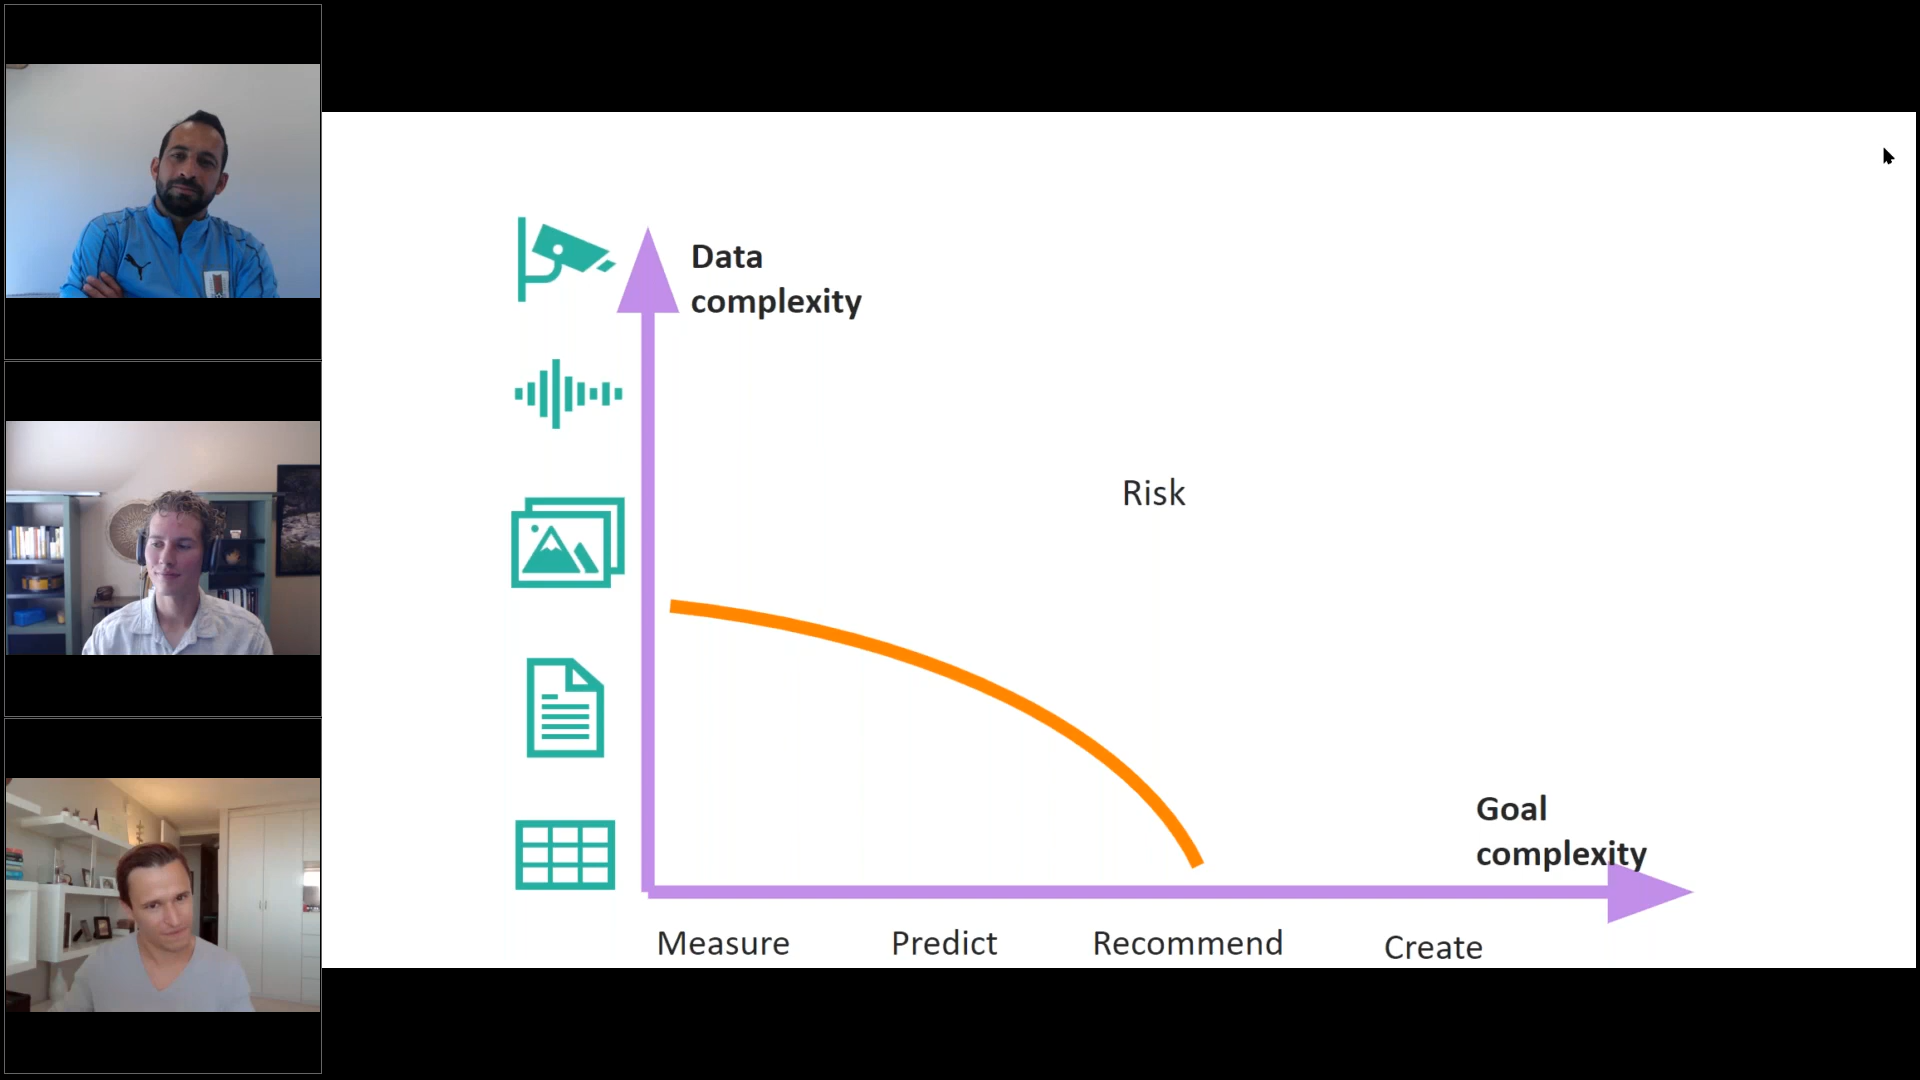 Data
complexity
Risk
Goal
complexity
Measure
Predict
Recommend
Create